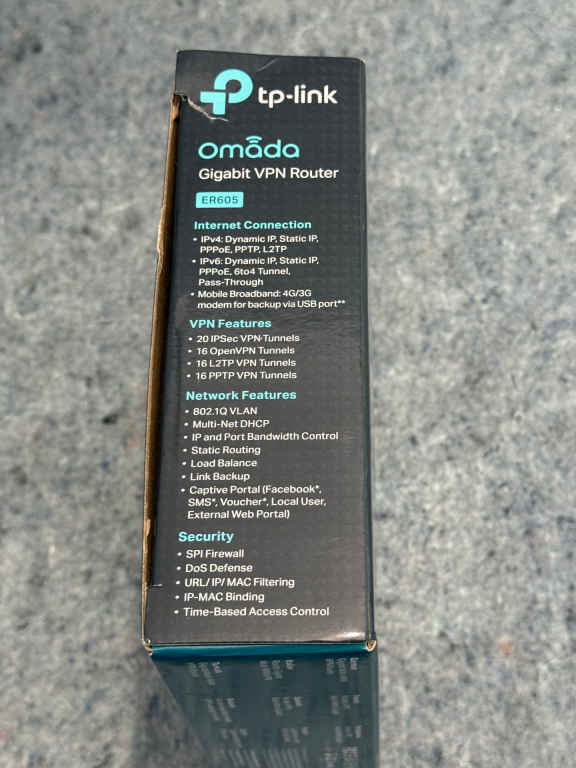 tp-link
omada
Gigabit VPN Router
ER605
Internet Connection
• IPv4: Dynamic IP, Static IP,
PPPoE, PPTP, L2TP
• IPv6: Dynamic IP, Static IP,
PPPoE, 6to4 Tunnel,
Pass-Through
• Mobile Broadband: 4G/3G
modem for backup via USB port**
VPN Features
• 20 IPSec VPN Tunnels
• 16 OpenVPN Tunnels
• 16 L2TP VPN Tunnels
• 16 PPTP VPN Tunnels
Network Features
• 802.1Q VLAN
• Multi-Net DHCP
• IP and Port Bandwidth Control
• Static Routing
• Load Balance
• Link Backup
• Captive Portal (Facebook*,
SMS*, Voucher*, Local User,
External Web Portal)
Security
• SPI Firewall
• DoS Defense
• URL/ IP/ MAC Filtering
• IP-MAC Binding
• Time-Based Access Control